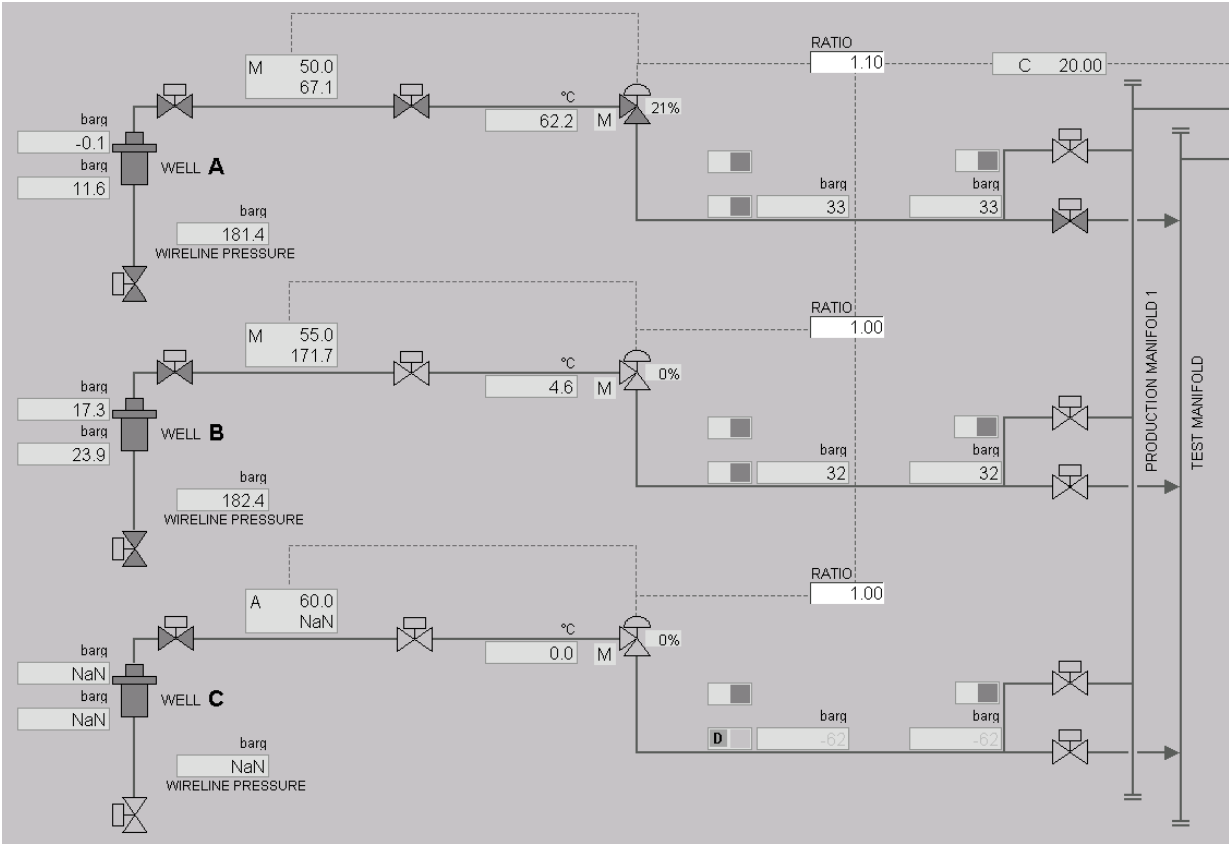 RATIO
1.10
C 20.00
M 50.0
67.1
°C
62.2
M
21%
barg
-0.1
barg
11.6
WELL A
barg
181.4
WIRELINE PRESSURE
barg
33
barg
33
RATIO
1.00
M 55.0
171.7
°C
4.6
M
0%
barg
17.3
barg
23.9
WELL B
barg
182.4
WIRELINE PRESSURE
barg
32
barg
32
PRODUCTION MANIFOLD 1
TEST MANIFOLD
RATIO
1.00
A 60.0
NaN
°C
0.0
M
0%
barg
NaN
barg
NaN
WELL C
barg
NaN
WIRELINE PRESSURE
D
barg
-62
barg
-62